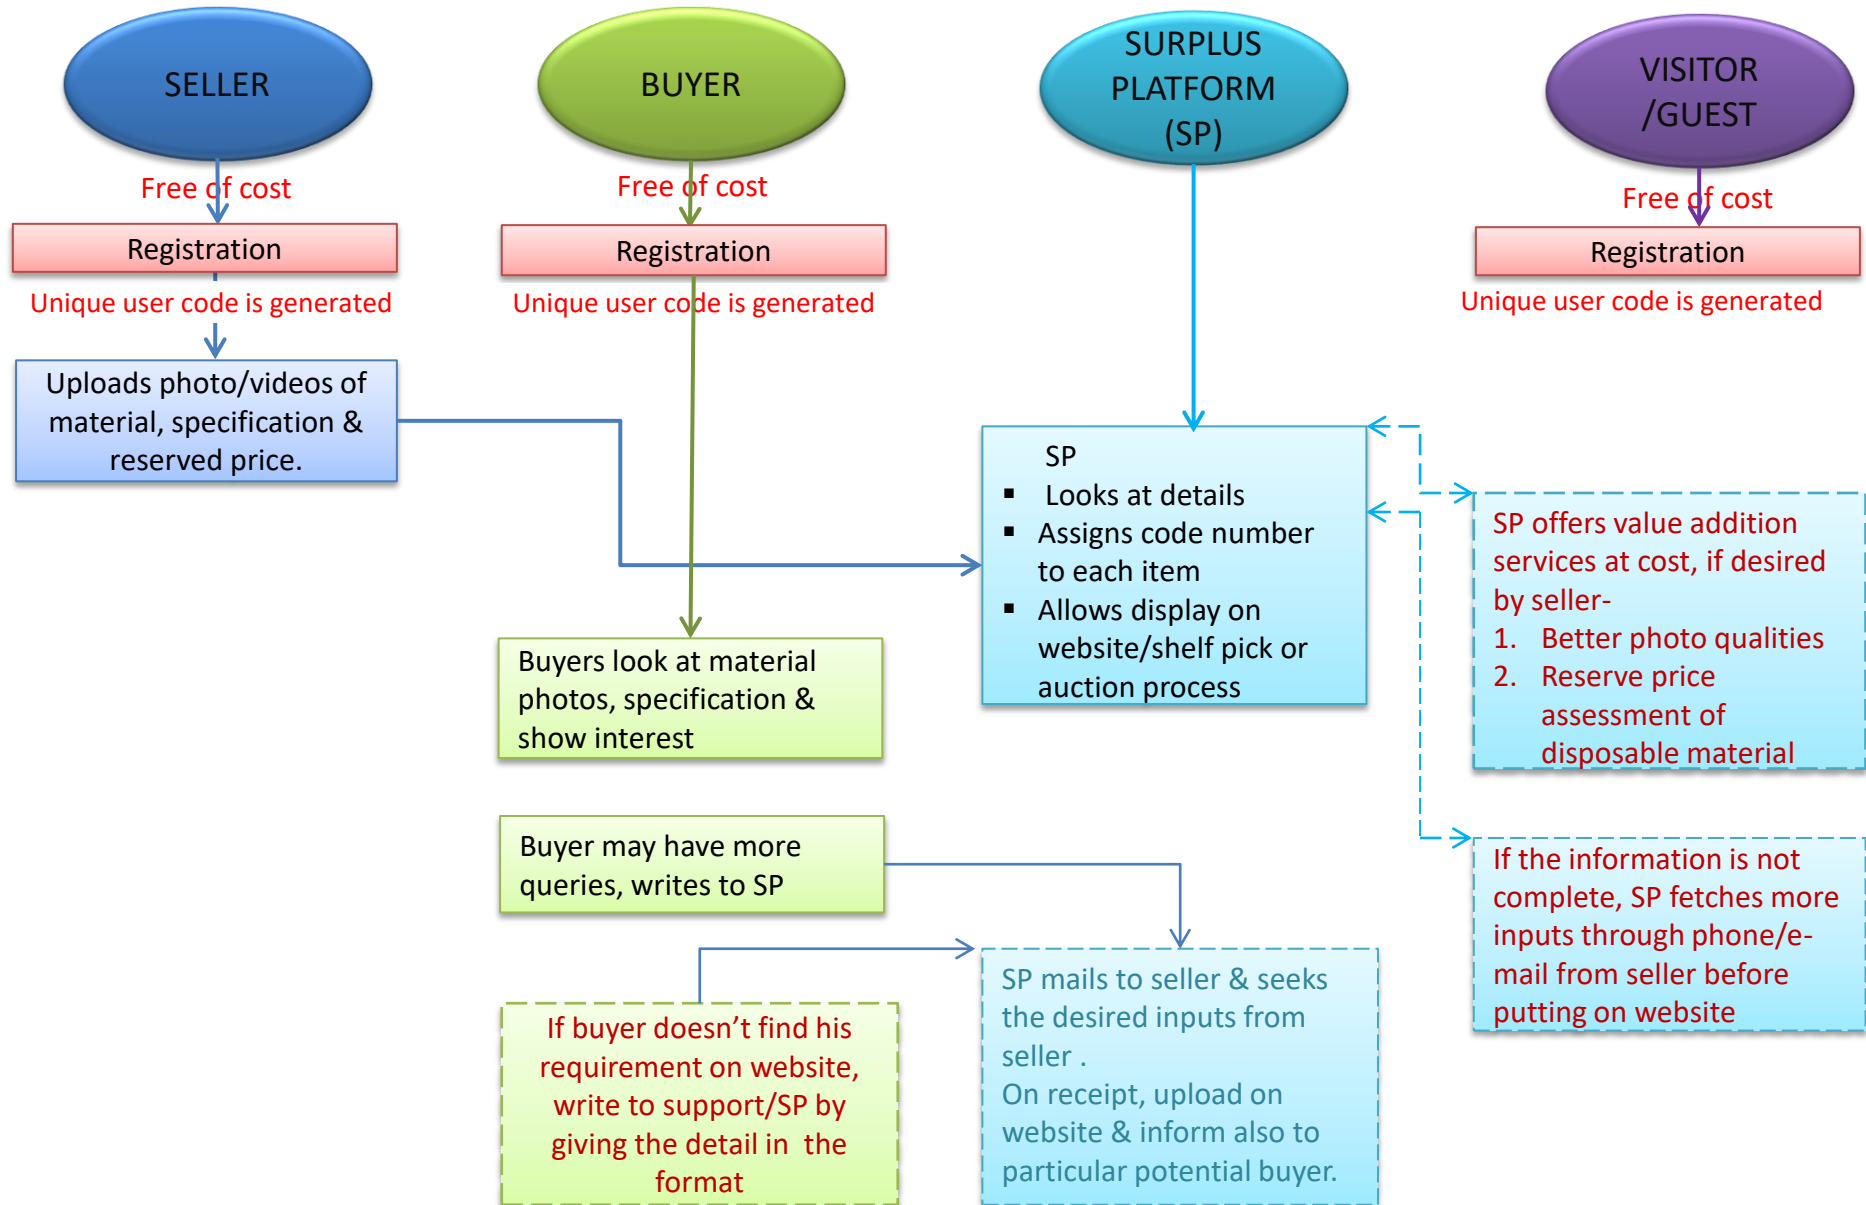 SELLER
BUYER
SURPLUS
PLATFORM
(SP)
VISITOR
/GUEST
Free of cost
Free of cost
Free of cost
Registration
Registration
Registration
Unique user code is generated
Unique user code is generated
Unique user code is generated
Uploads photo/videos of
material, specification &
reserved price.
SP
▪ Looks at details
▪ Assigns code number
to each item
▪ Allows display on
website/shelf pick or
auction process
SP offers value addition
services at cost, if desired
by seller-
1. Better photo qualities
2. Reserve price
assessment of
disposable material
Buyers look at material
photos, specification &
show interest
Buyer may have more
queries, writes to SP
If the information is not
complete, SP fetches more
inputs through phone/e-
mail from seller before
putting on website
If buyer doesn’t find his
requirement on website,
write to support/SP by
giving the detail in the
format
SP mails to seller & seeks
the desired inputs from
seller .
On receipt, upload on
website & inform also to
particular potential buyer.